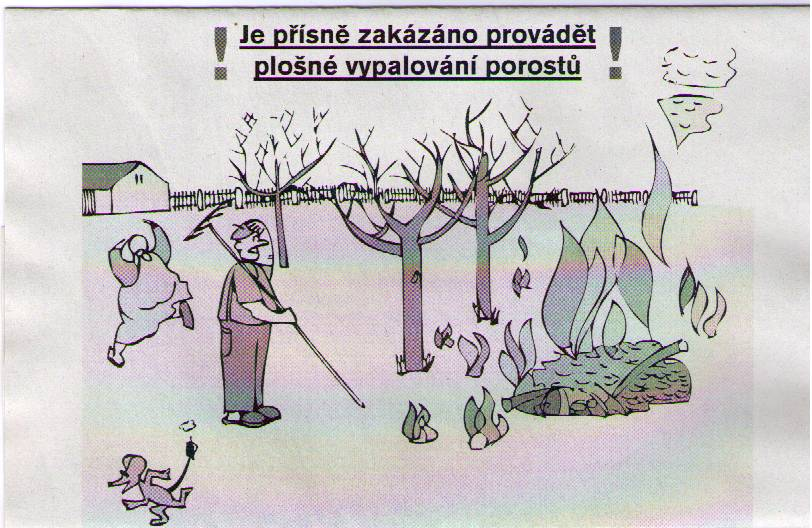 ! Je přísně zakázáno provádět !
plošné vypalování porostů